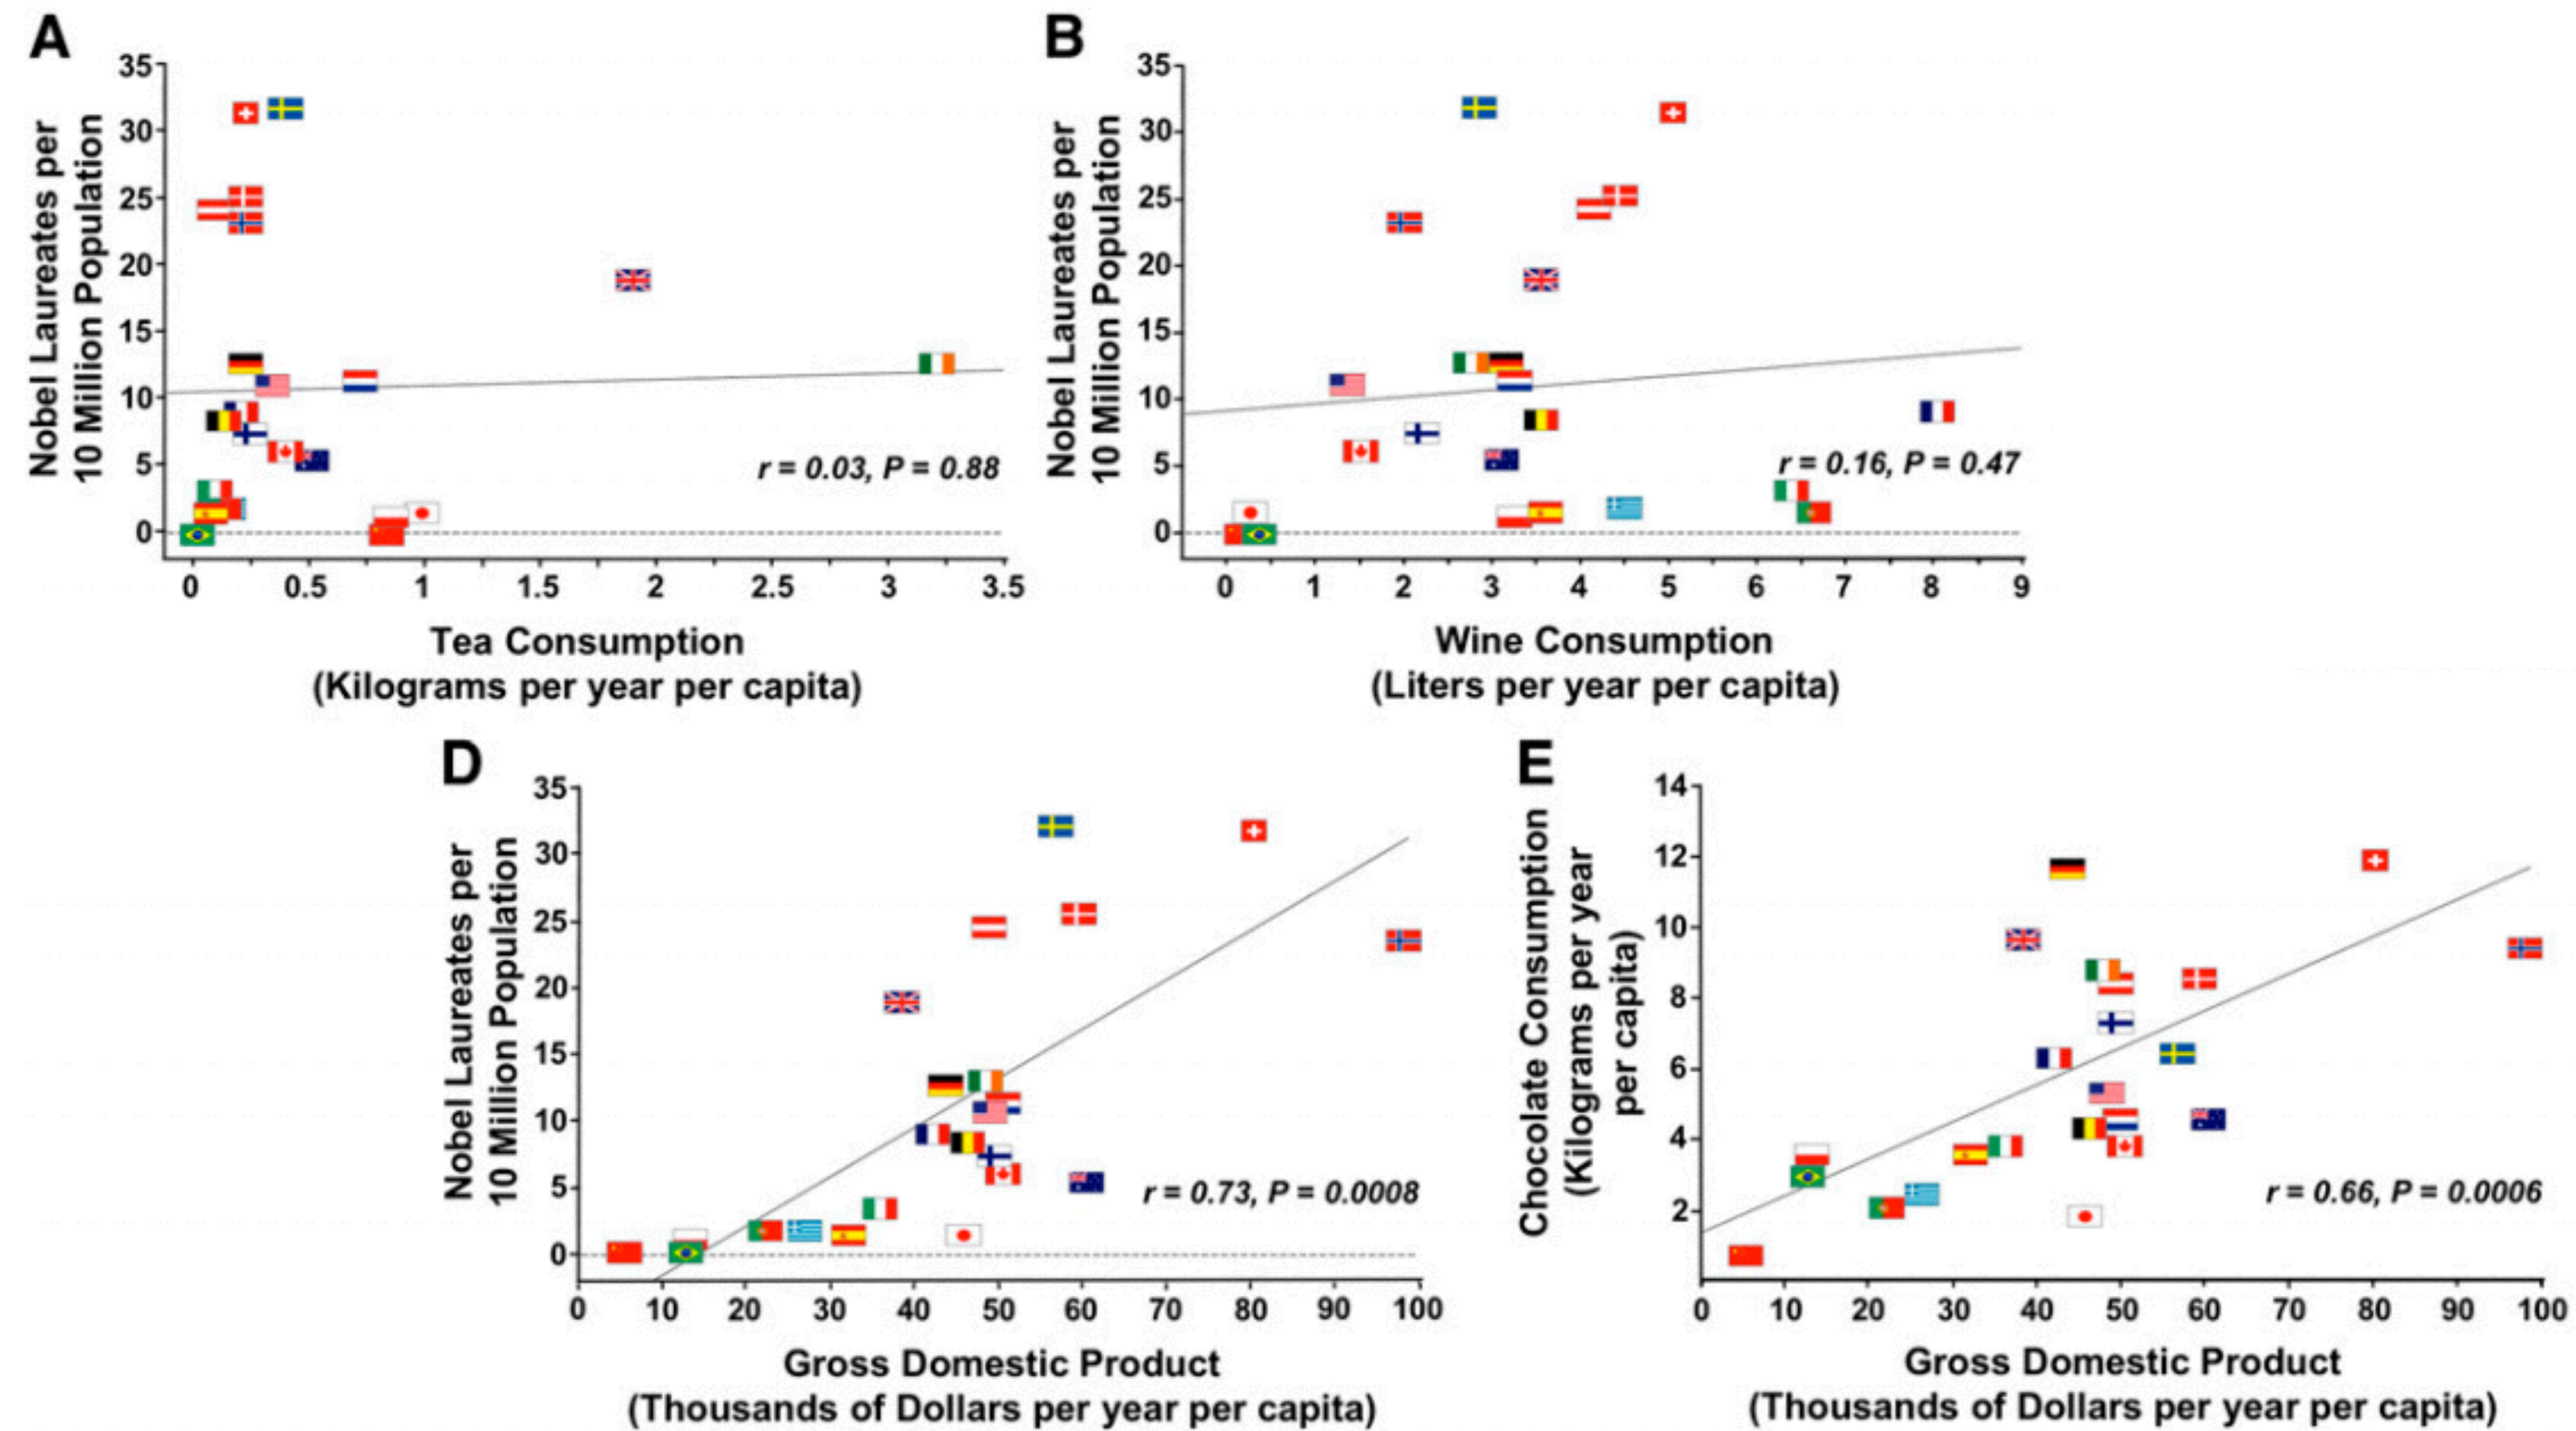 A
Nobel Laureates per
10 Million Population
35
30
25
20
15
10
5
0
r = 0.03, P = 0.88
0 0.5 1 1.5 2 2.5 3 3.5
Tea Consumption
(Kilograms per year per capita)
B
Nobel Laureates per
10 Million Population
35
30
25
20
15
10
5
0
r = 0.16, P = 0.47
0 1 2 3 4 5 6 7 8 9
Wine Consumption
(Liters per year per capita)
D
Nobel Laureates per
10 Million Population
35
30
25
20
15
10
5
0
r = 0.73, P = 0.0008
0 10 20 30 40 50 60 70 80 90 100
Gross Domestic Product
(Thousands of Dollars per year per capita)
E
Chocolate Consumption
(Kilograms per year
per capita)
14
12
10
8
6
4
2
r = 0.66, P = 0.0006
0 10 20 30 40 50 60 70 80 90 100
Gross Domestic Product
(Thousands of Dollars per year per capita)